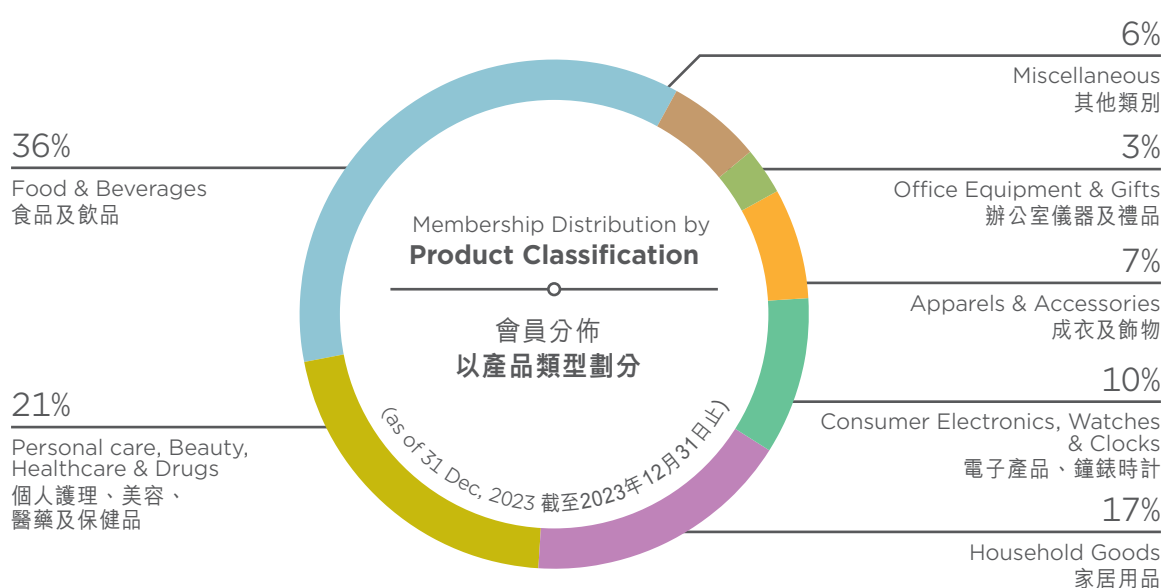 6%
Miscellaneous
其他類別
36%
Food & Beverages
食品及飲品
3%
Office Equipment & Gifts
辦公室儀器及禮品
Membership Distribution by
Product Classification
會員分佈
以產品類型劃分
(as of 31 Dec, 2023 截至2023年12月31日止)
7%
Apparels & Accessories
成衣及飾物
10%
Consumer Electronics, Watches
& Clocks
電子產品、鐘錶時計
21%
Personal care, Beauty,
Healthcare & Drugs
個人護理、美容、
醫藥及保健品
17%
Household Goods
家居用品